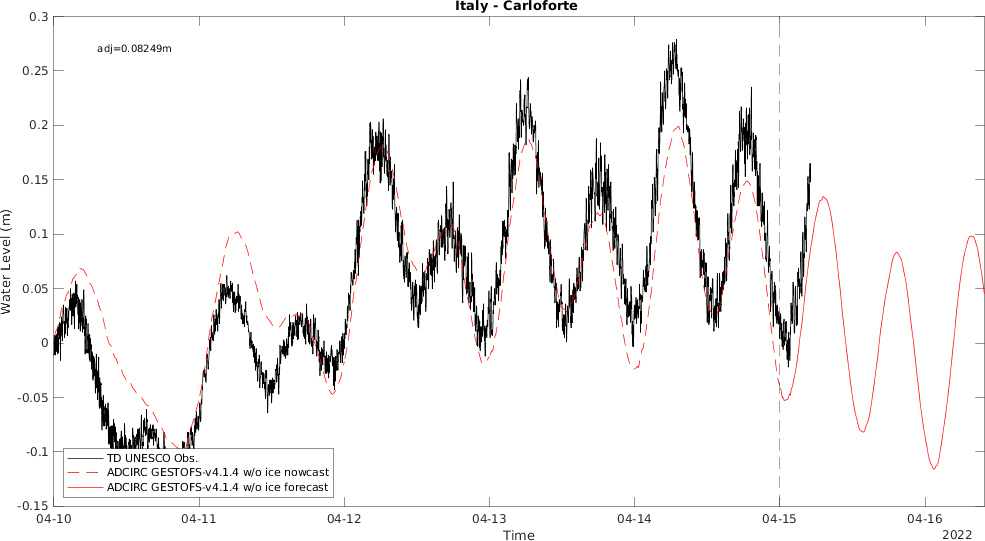 Italy - Carloforte
adj=0.08249m
0.3
0.25
0.2
0.15
0.1
0.05
0
-0.05
-0.1
-0.15
Water Level (m)
TD UNESCO Obs.
ADCIRC GESTOFS-v4.1.4 w/o ice nowcast
ADCIRC GESTOFS-v4.1.4 w/o ice forecast
04-10 04-11 04-12 04-13 04-14 04-15 04-16
Time
2022